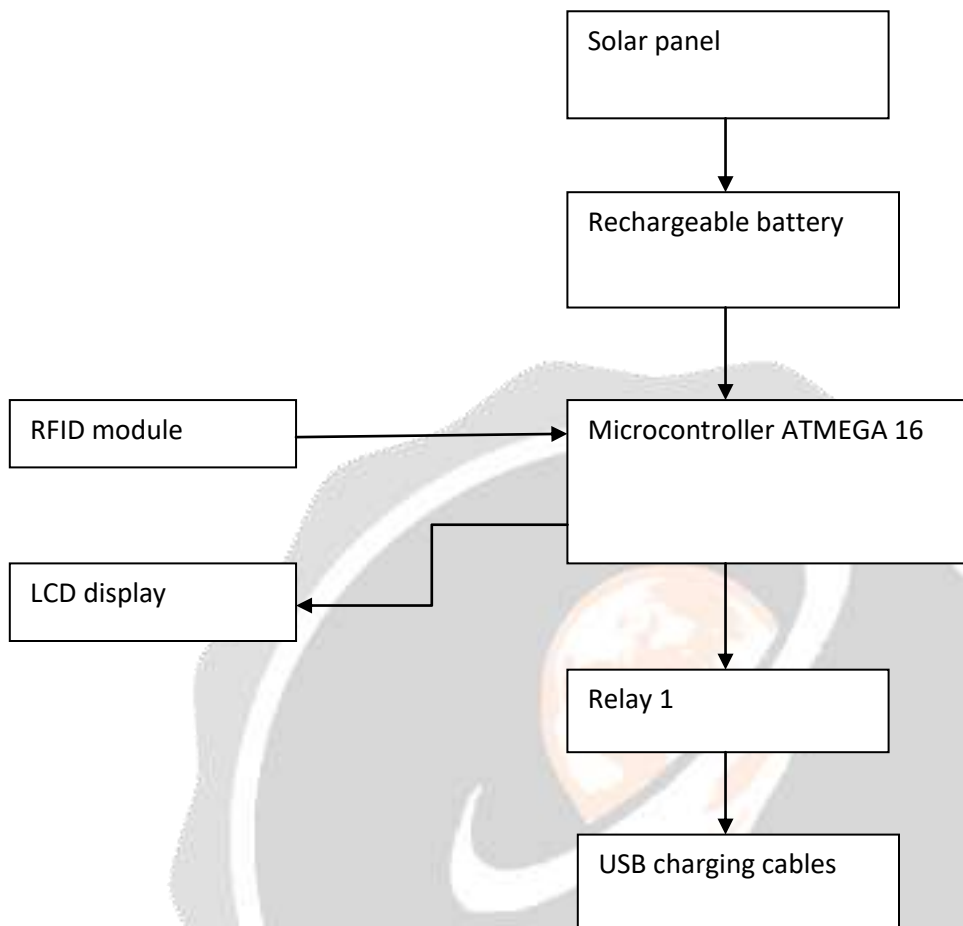 Solar panel
Rechargeable battery
RFID module
Microcontroller ATMEGA 16
LCD display
Relay 1
USB charging cables